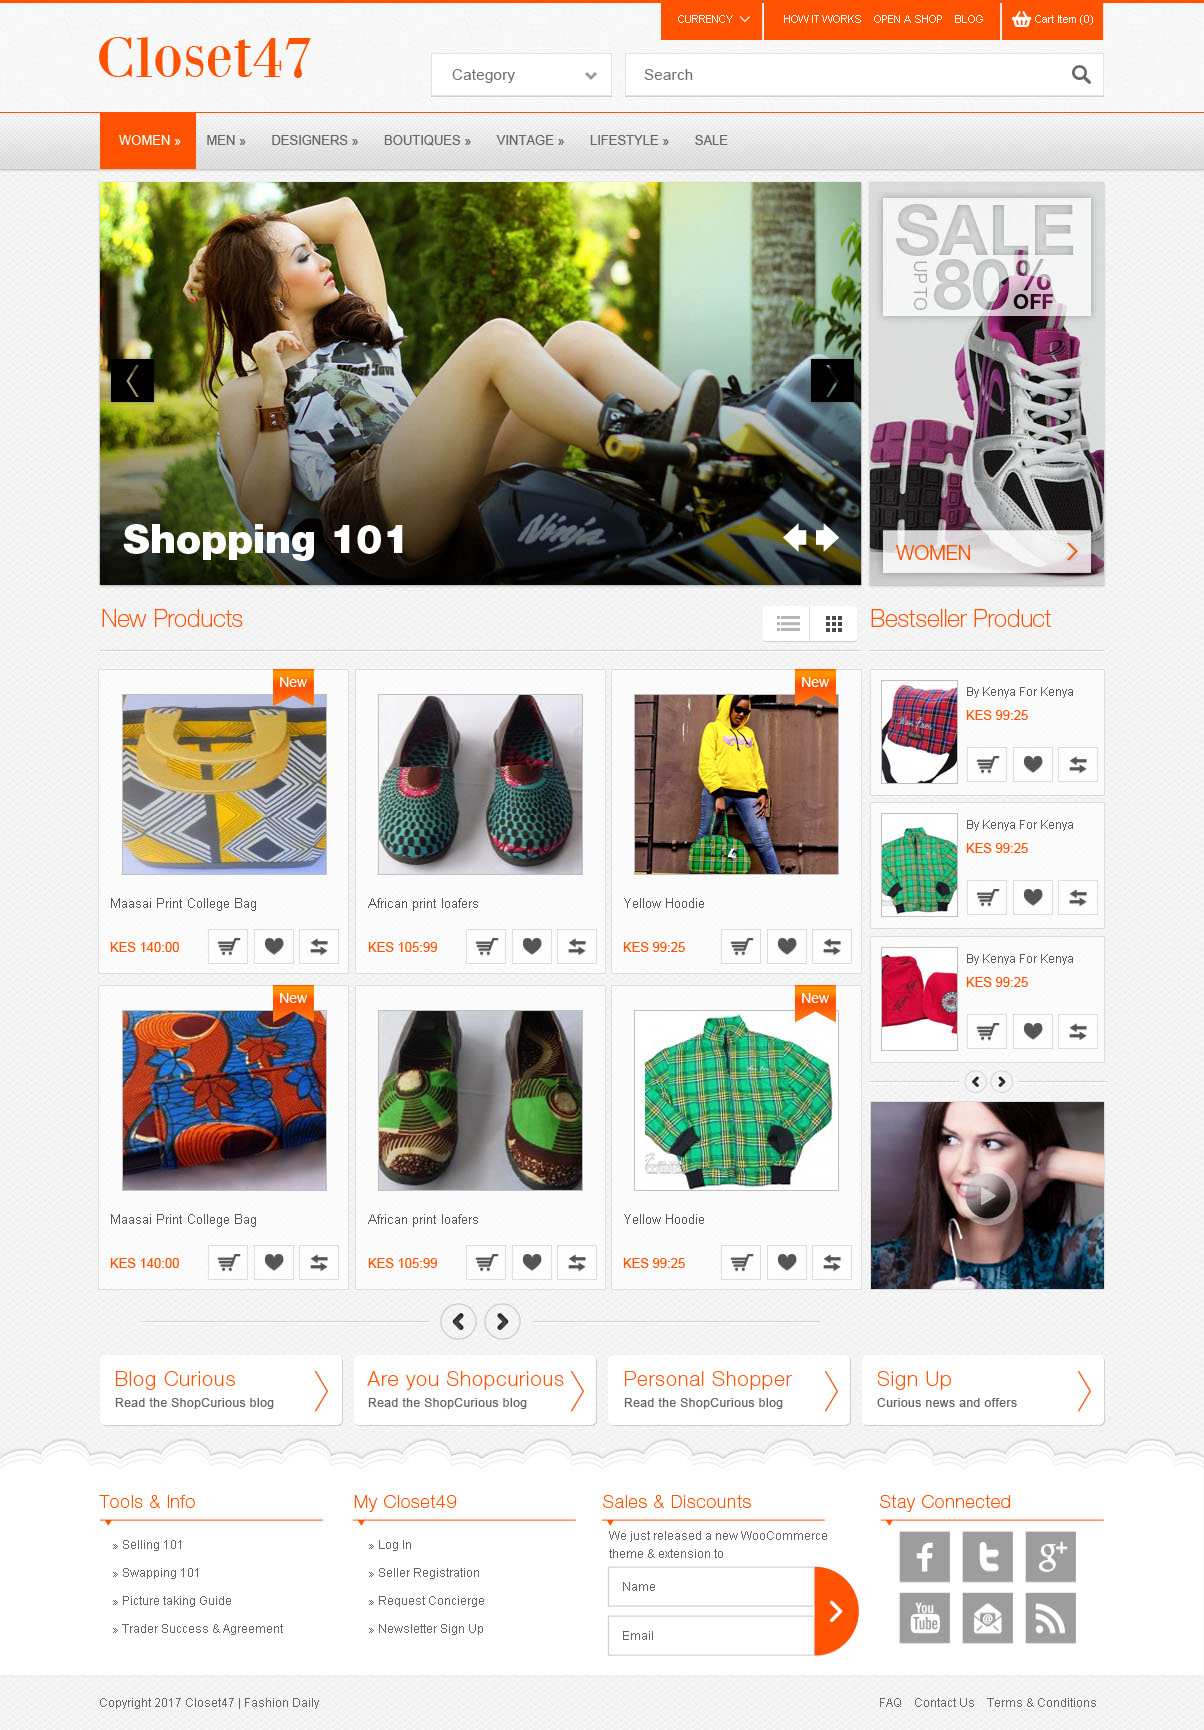 CURRENCY
HOW IT WORKS OPEN A SHOP BLOG
Cart Item (0)
Closet47
Category
Search
WOMEN » MEN » DESIGNERS » BOUTIQUES » VINTAGE » LIFESTYLE » SALE
SALE
UP TO 80% OFF
West Java
Ninja
Shopping 101
WOMEN
New Products
Bestseller Product
New
New
Maasai Print College Bag
African print loafers
Yellow Hoodie
KES 140:00
KES 105:99
KES 99:25
By Kenya For Kenya
KES 99:25
By Kenya For Kenya
KES 99:25
By Kenya For Kenya
KES 99:25
New
New
Maasai Print College Bag
African print loafers
Yellow Hoodie
KES 140:00
KES 105:99
KES 99:25
Blog Curious
Read the ShopCurious blog
Are you Shopcurious
Read the ShopCurious blog
Personal Shopper
Read the ShopCurious blog
Sign Up
Curious news and offers
Tools & Info
» Selling 101
» Swapping 101
» Picture taking Guide
» Trader Success & Agreement
My Closet49
» Log In
» Seller Registration
» Request Concierge
» Newsletter Sign Up
Sales & Discounts
We just released a new WooCommerce
theme & extension to
Name
Email
Stay Connected
g+
You
Tube
Copyright 2017 Closet47 | Fashion Daily
FAQ Contact Us Terms & Conditions